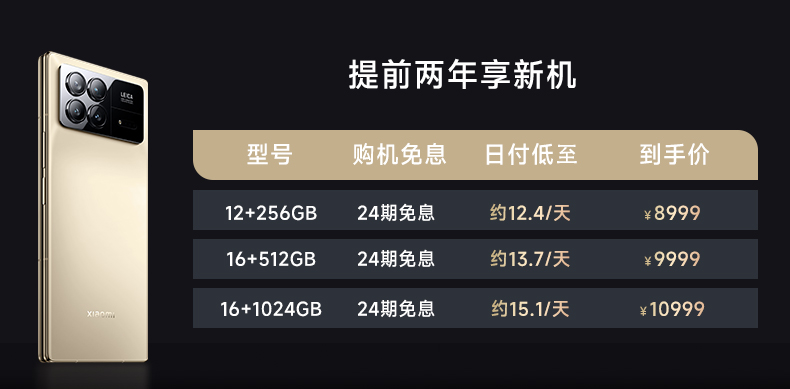 提前两年享新机
型号 购机免息 日付低至 到手价
12+256GB 24期免息 约12.4/天 ¥8999
16+512GB 24期免息 约13.7/天 ¥9999
16+1024GB 24期免息 约15.1/天 ¥10999
LEICA
xiaomi